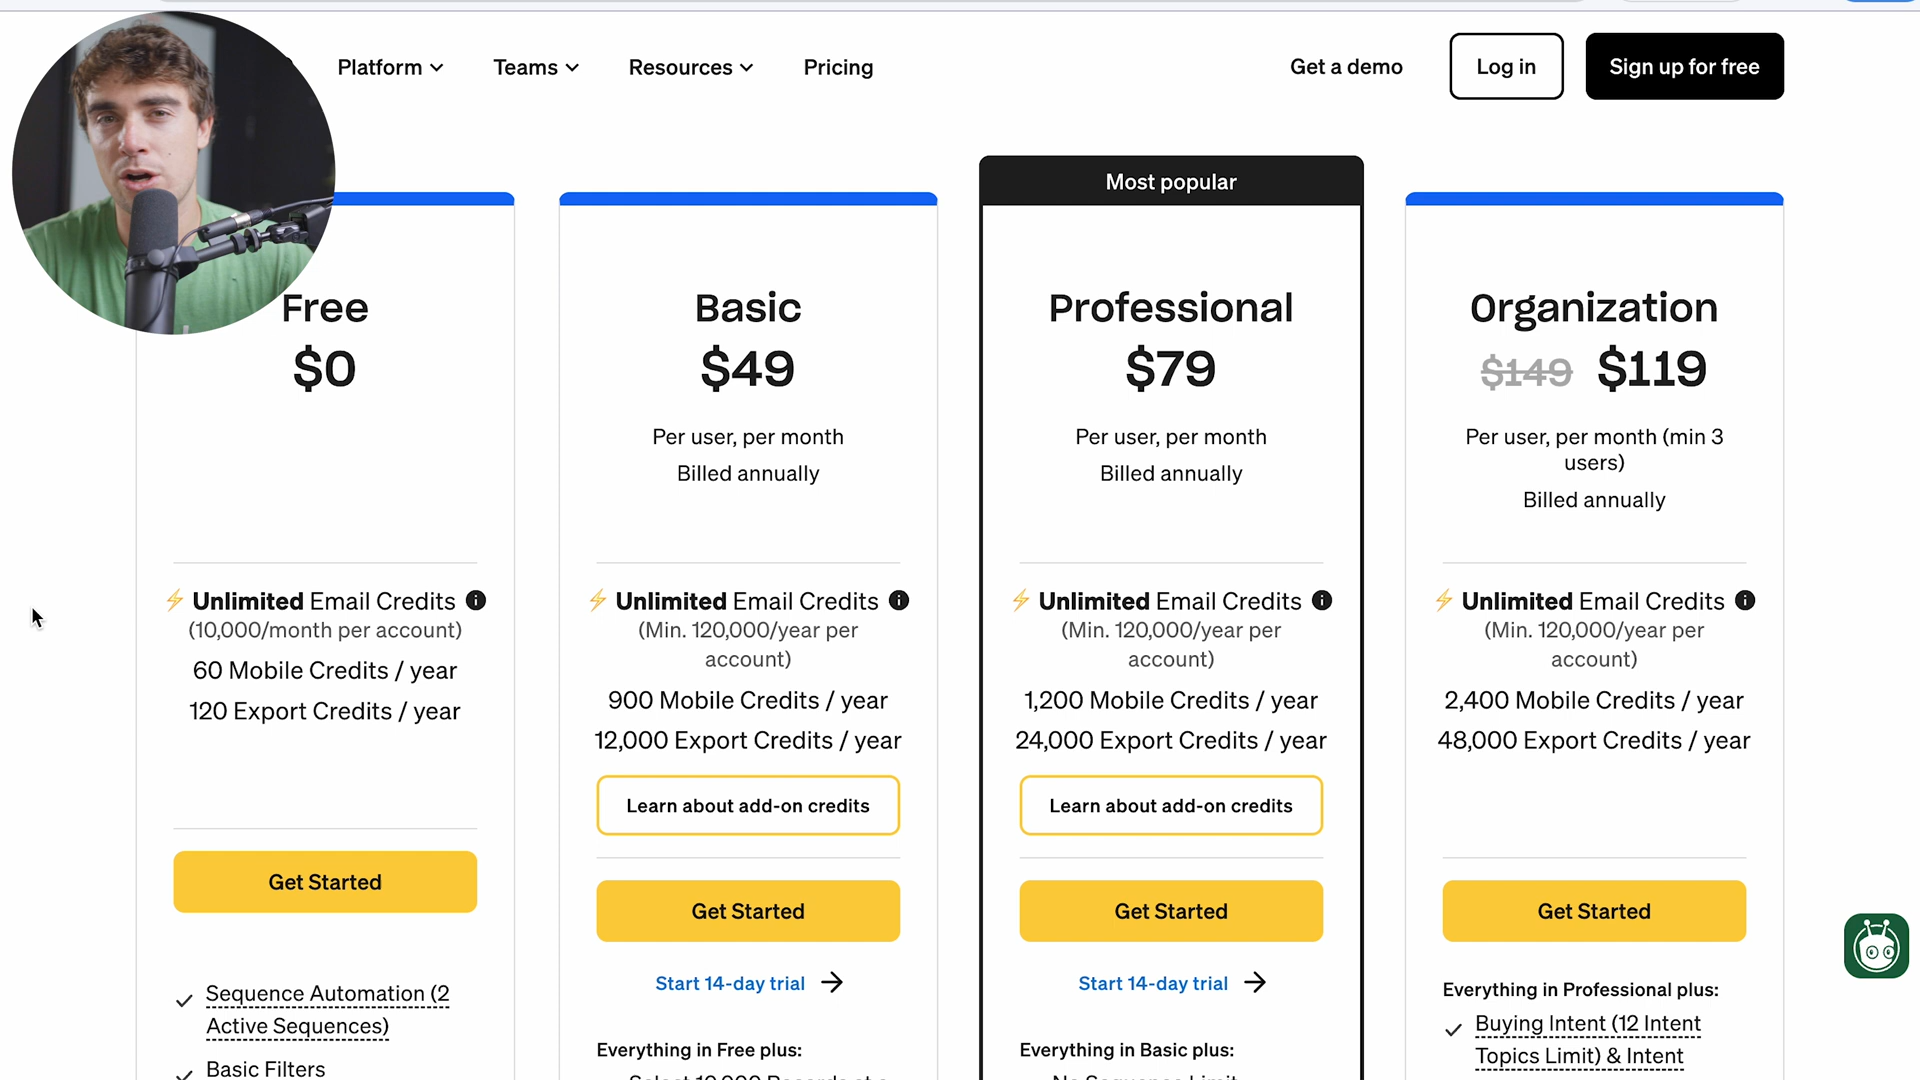 Platform
Teams
Resources
Pricing
Get a demo
Log in
Sign up for free
Free
$0
Unlimited Email Credits
(10,000/month per account)
60 Mobile Credits / year
120 Export Credits / year
Get Started
Sequence Automation (2
Active Sequences)
Basic Filters
Basic
$49
Per user, per month
Billed annually
Unlimited Email Credits
(Min. 120,000/year per
account)
900 Mobile Credits / year
12,000 Export Credits / year
Learn about add-on credits
Get Started
Start 14-day trial
Everything in Free plus:
Most popular
Professional
$79
Per user, per month
Billed annually
Unlimited Email Credits
(Min. 120,000/year per
account)
1,200 Mobile Credits / year
24,000 Export Credits / year
Learn about add-on credits
Get Started
Start 14-day trial
Everything in Basic plus:
No Sequence Limit
Organization
$149 $119
Per user, per month (min 3
users)
Billed annually
Unlimited Email Credits
(Min. 120,000/year per
account)
2,400 Mobile Credits / year
48,000 Export Credits / year
Get Started
Everything in Professional plus:
Buying Intent (12 Intent
Topics Limit) & Intent